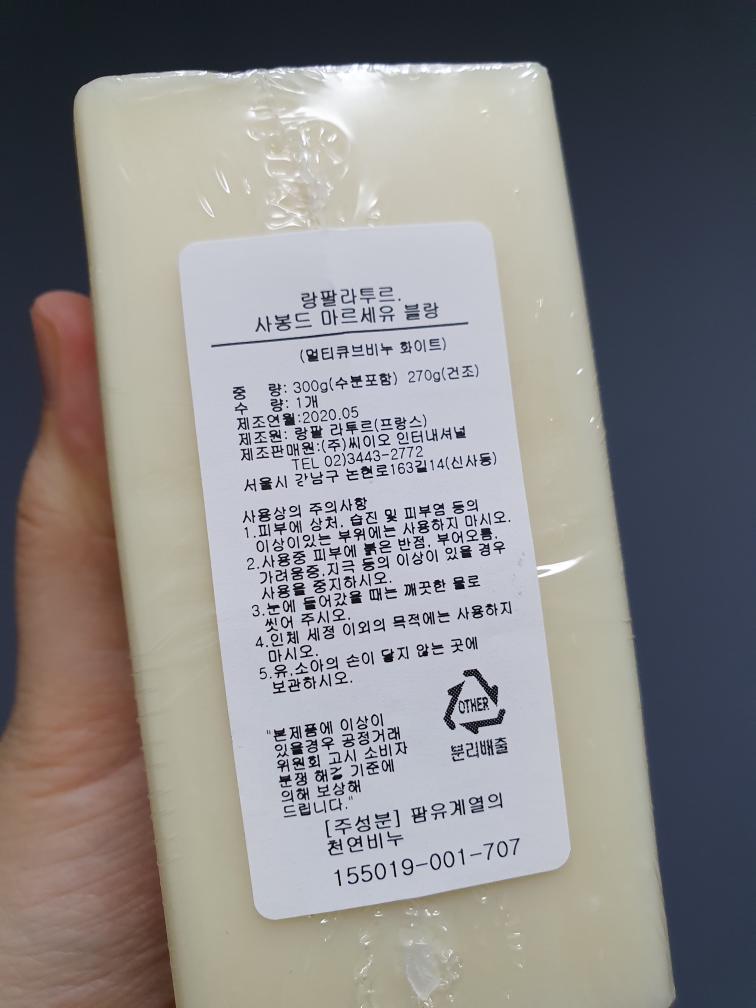 랑팔라투르.
사봉드 마르세유 블랑
(멀티큐브비누 화이트)
중 량: 300g(수분포함) 270g(건조)
수 량: 1개
제조연월:2020.05
제조원: 랑팔 라투르(프랑스)
제조판매원:(주)씨이오 인터내셔널
TEL 02)3443-2772
서울시 강남구 논현로163길14(신사동)
사용상의 주의사항
1.피부에 상처, 습진 및 피부염 등의
이상이있는 부위에는 사용하지 마시오.
2.사용중 피부에 붉은 반점, 부어오름,
가려움증,지극 등의 이상이 있을 경우
사용을 중지하시오.
3.눈에 들어갔을 때는 깨끗한 물로
씻어 주시오.
4.인체 세정 이외의 목적에는 사용하지
마시오.
5.유.소아의 손이 닿지 않는 곳에
보관하시오.
OTHER
분리배출
"본제품에 이상이
있을경우 공정거래
위원회 고시 소비자
분쟁 해결 기준에
의해 보상해
드립니다."
[주성분] 팜유계열의
천연비누
155019-001-707